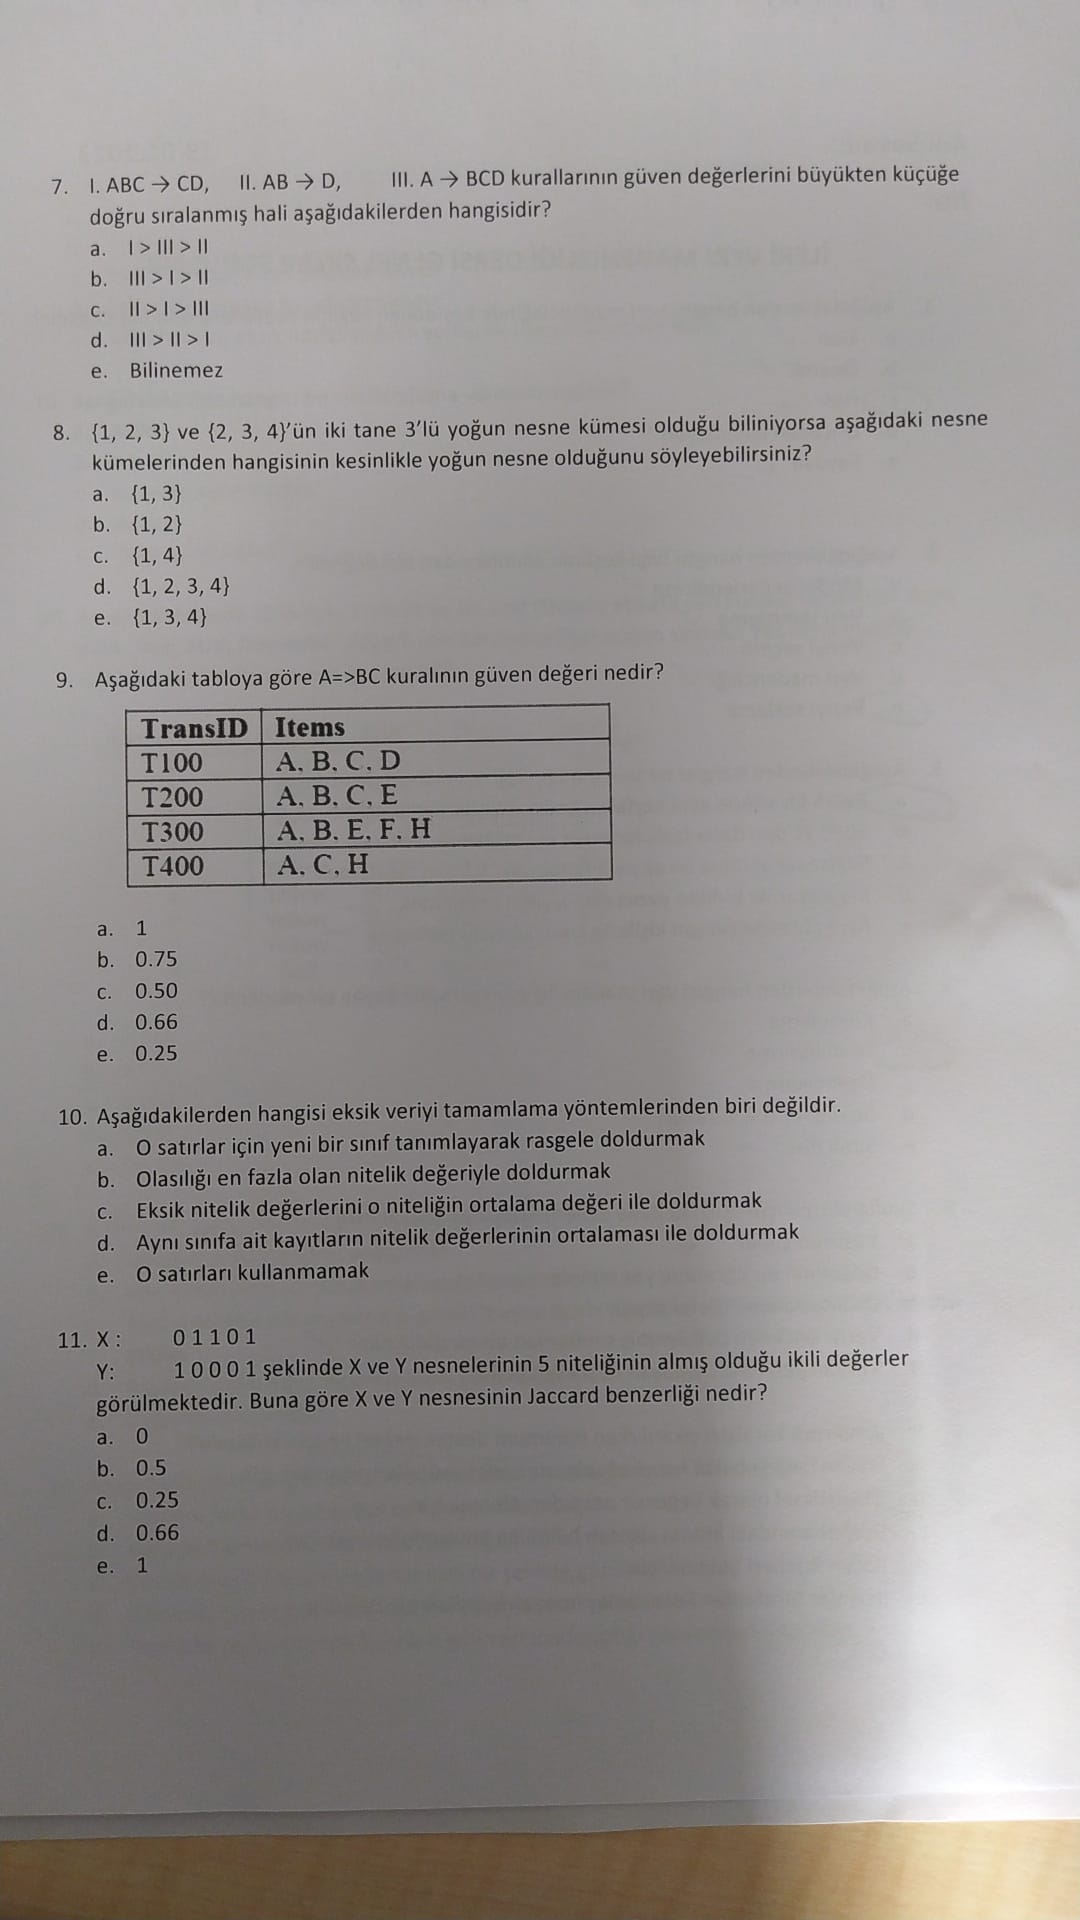 7. I. ABC → CD, II. AB → D, III. A → BCD kurallarının güven değerlerini büyükten küçüğe
doğru sıralanmış hali aşağıdakilerden hangisidir?
a. I > III > II
b. III > I > II
c. II > I > III
d. III > II > I
e. Bilinemez
8. {1, 2, 3} ve {2, 3, 4}'ün iki tane 3'lü yoğun nesne kümesi olduğu biliniyorsa aşağıdaki nesne
kümelerinden hangisinin kesinlikle yoğun nesne olduğunu söyleyebilirsiniz?
a. {1, 3}
b. {1, 2}
c. {1, 4}
d. {1, 2, 3, 4}
e. {1, 3, 4}
9. Aşağıdaki tabloya göre A=>BC kuralının güven değeri nedir?
TransID Items
T100 A, B, C, D
T200 A, B, C, E
T300 A, B, E, F, H
T400 A, C, H
a. 1
b. 0.75
c. 0.50
d. 0.66
e. 0.25
10. Aşağıdakilerden hangisi eksik veriyi tamamlama yöntemlerinden biri değildir.
a. O satırlar için yeni bir sınıf tanımlayarak rasgele doldurmak
b. Olasılığı en fazla olan nitelik değeriyle doldurmak
c. Eksik nitelik değerlerini o niteliğin ortalama değeri ile doldurmak
d. Aynı sınıfa ait kayıtların nitelik değerlerinin ortalaması ile doldurmak
e. O satırları kullanmamak
11. X : 0 1 1 0 1
Y: 1 0 0 0 1 şeklinde X ve Y nesnelerinin 5 niteliğinin almış olduğu ikili değerler
görülmektedir. Buna göre X ve Y nesnesinin Jaccard benzerliği nedir?
a. 0
b. 0.5
c. 0.25
d. 0.66
e. 1